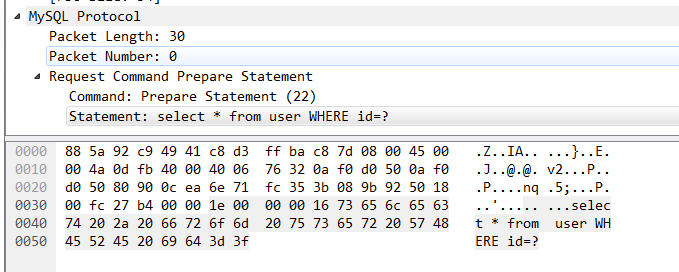 MySQL Protocol
Packet Length: 30
Packet Number: 0
Request Command Prepare Statement
Command: Prepare Statement (22)
Statement: select * from user WHERE id=?
0000 88 5a 92 c9 49 41 c8 d3 ff ba c8 7d 08 00 45 00 .Z..IA.. ...}..E.
0010 00 4a 0d fb 40 00 40 06 76 32 0a f0 d0 50 0a f0 .J..@.@. v2...P..
0020 d0 50 80 90 0c ea 6e 71 fc 35 3b 08 9b 92 50 18 .P....nq .5;...P.
0030 00 fc 27 b4 00 00 1e 00 00 00 16 73 65 6c 65 63 ..'..... ...selec
0040 74 20 2a 20 66 72 6f 6d 20 75 73 65 72 20 57 48 t * from user WH
0050 45 52 45 20 69 64 3d 3f ERE id=?